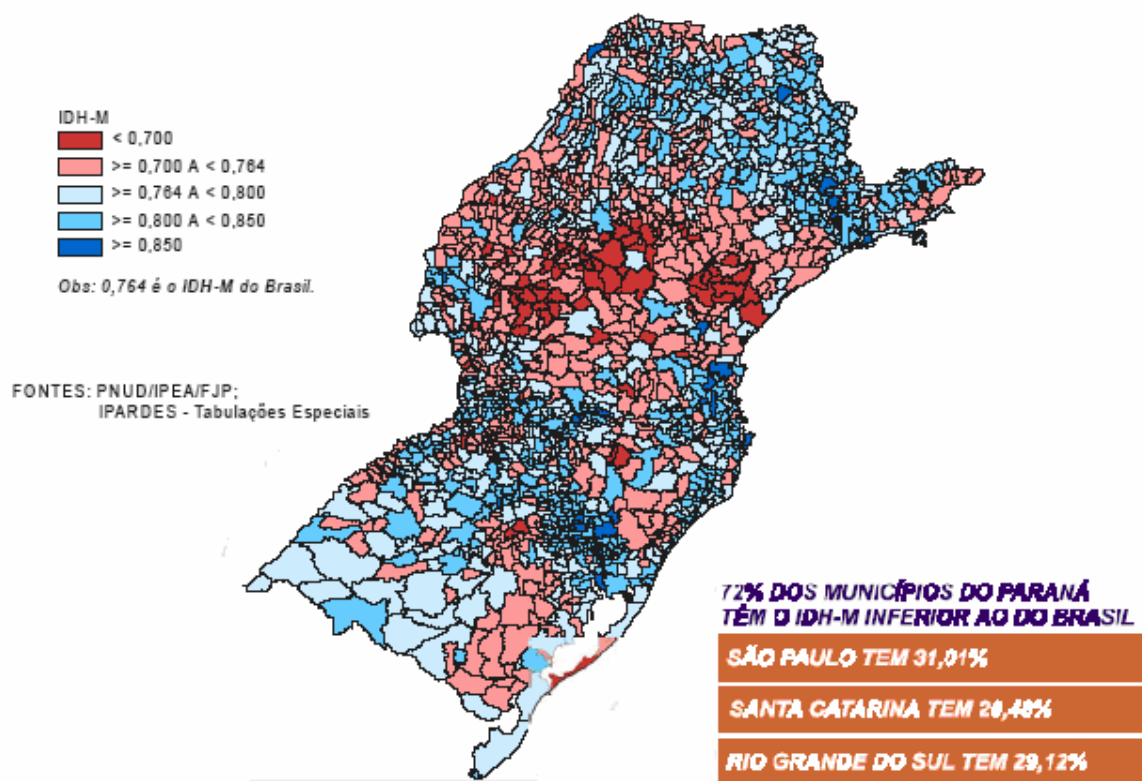 IDH-M
< 0,700
>= 0,700 A < 0,764
>= 0,764 A < 0,800
>= 0,800 A < 0,850
>= 0,850
Obs: 0,764 é o IDH-M do Brasil.
FONTES: PNUD/IPEA/FJP;
IPARDES - Tabulações Especiais
72% DOS MUNICÍPIOS DO PARANÁ
TÊM O IDH-M INFERIOR AO DO BRASIL
SÃO PAULO TEM 31,01%
SANTA CATARINA TEM
RIO GRANDE DO SUL TEM 29,12%